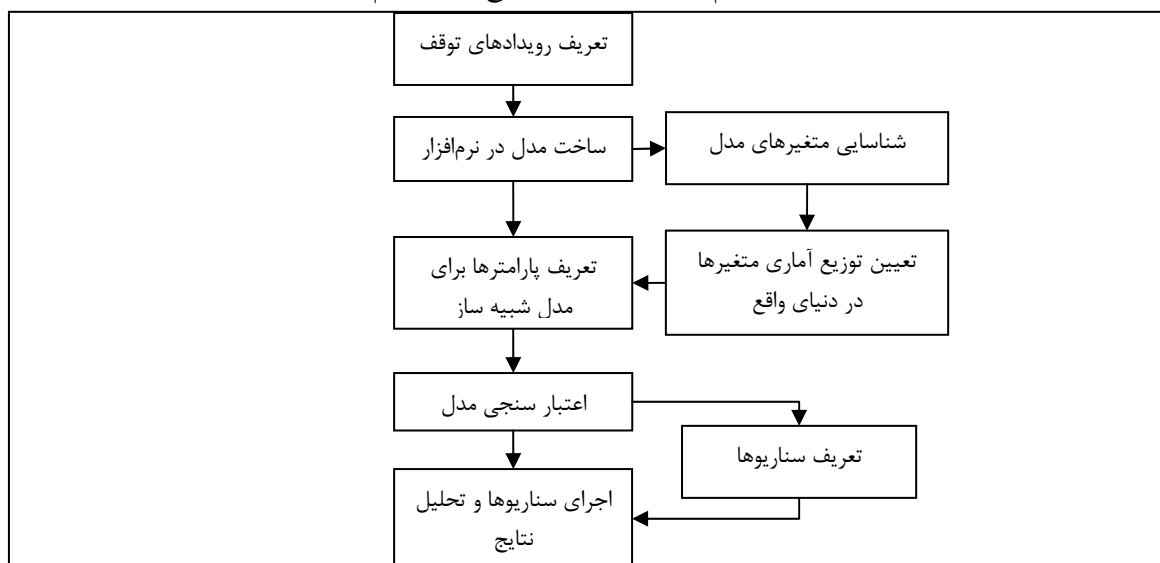 تعریف رویدادهای توقف
ساخت مدل در نرم‌افزار
شناسایی متغیرهای مدل
تعیین توزیع آماری متغیرها
در دنیای واقع
تعریف پارامترها برای
مدل شبیه ساز
اعتبار سنجی مدل
تعریف سناریوها
اجرای سناریوها و تحلیل
نتایج